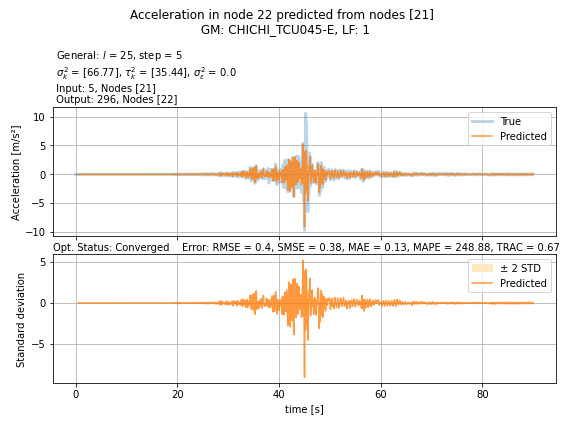 Acceleration in node 22 predicted from nodes [21]
GM: CHICHI_TCU045-E, LF: 1
General: l = 25, step = 5
σ²ₖ = [66.77], τ²ₖ = [35.44], σ²ε = 0.0
Input: 5, Nodes [21]
Output: 296, Nodes [22]
Acceleration [m/s²]
10
5
0
−5
−10
True
Predicted
Opt. Status: Converged Error: RMSE = 0.4, SMSE = 0.38, MAE = 0.13, MAPE = 248.88, TRAC = 0.67
Standard deviation
5
0
−5
± 2 STD
Predicted
0 20 40 60 80
time [s]